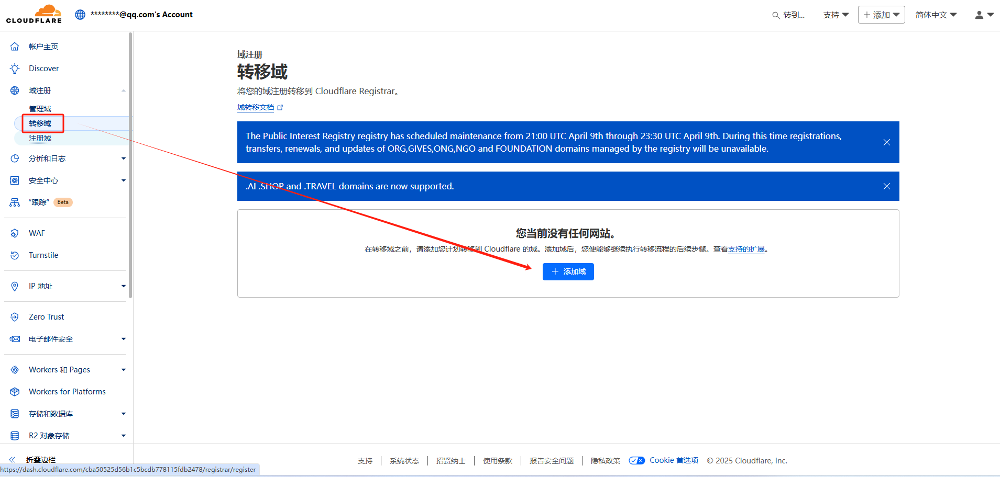 CLOUDFLARE
********@qq.com's Account
转到...
支持
添加
简体中文
帐户主页
Discover
域注册
管理域
转移域
注册域
分析和日志
安全中心
“跟踪”
Beta
WAF
Turnstile
IP 地址
Zero Trust
电子邮件安全
Workers 和 Pages
Workers for Platforms
存储和数据库
R2 对象存储
折叠边栏
域注册
转移域
将您的域注册转移到 Cloudflare Registrar。
域转移文档
The Public Interest Registry registry has scheduled maintenance from 21:00 UTC April 9th through 23:30 UTC April 9th. During this time registrations,
transfers, renewals, and updates of ORG,GIVES,ONG,NGO and FOUNDATION domains managed by the registry will be unavailable.
.AI .SHOP and .TRAVEL domains are now supported.
您当前没有任何网站。
在转移域之前，请添加您计划转移到 Cloudflare 的域。添加域后，您便能够继续执行转移流程的后续步骤。查看支持的扩展。
添加域
支持
系统状态
招贤纳士
使用条款
报告安全问题
隐私政策
Cookie 首选项
© 2025 Cloudflare, Inc.
https://dash.cloudflare.com/cba50525d56b1c5bcdb778115fdb2478/registrar/register